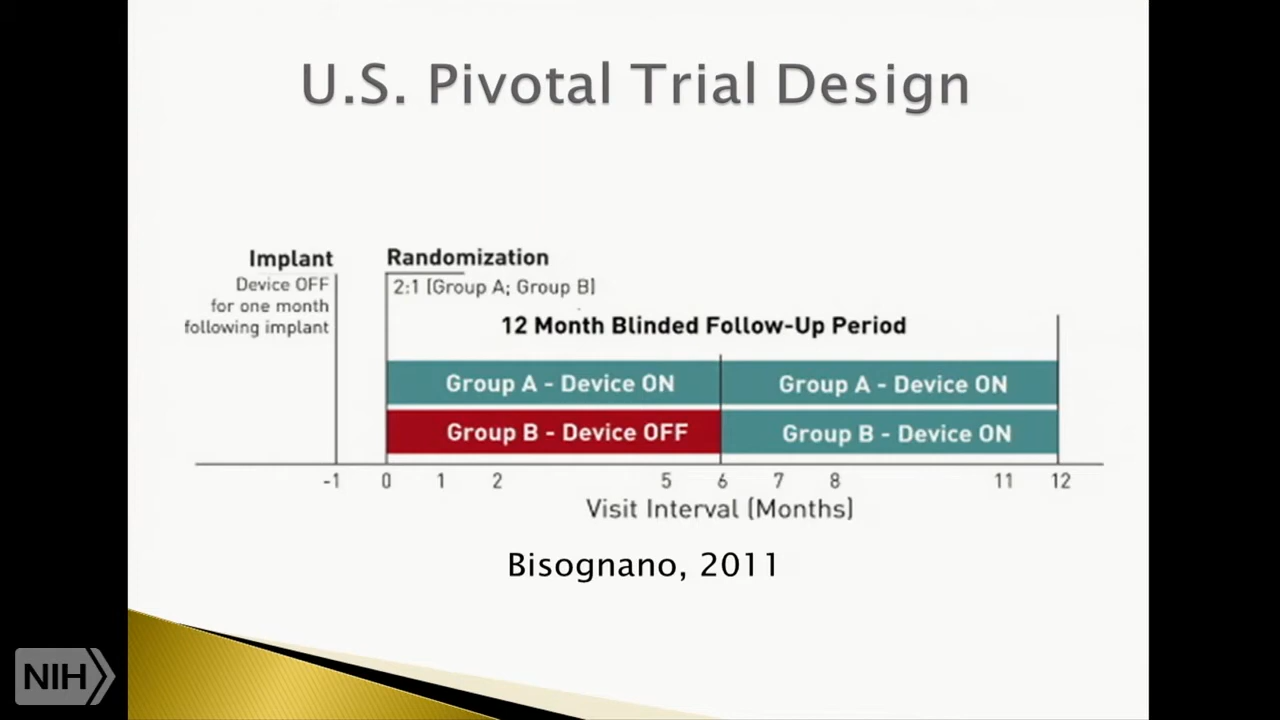 U.S. Pivotal Trial Design
Implant
Device OFF
for one month
following implant
Randomization
2:1 (Group A; Group B)
12 Month Blinded Follow-Up Period
Group A - Device ON
Group A - Device ON
Group B - Device OFF
Group B - Device ON
-1 0 1 2 5 6 7 8 11 12
Visit Interval (Months)
Bisognano, 2011
NIH